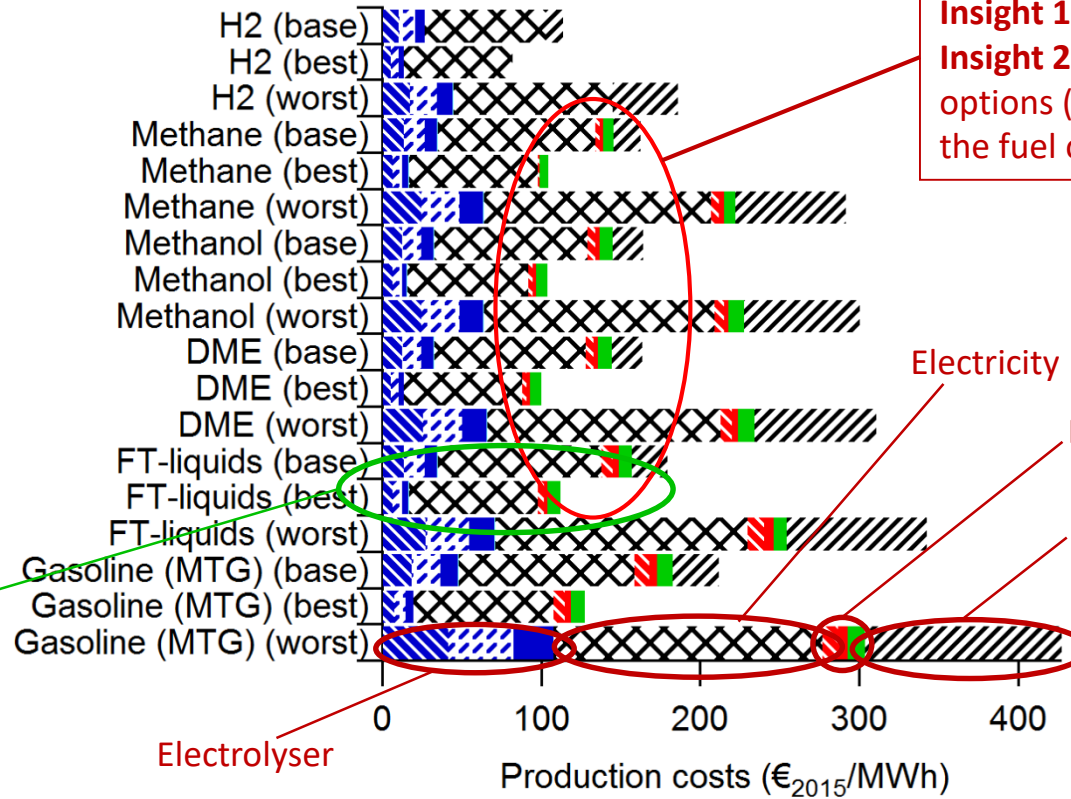 H2 (base)
H2 (best)
H2 (worst)
Methane (base)
Methane (best)
Methane (worst)
Methanol (base)
Methanol (best)
Methanol (worst)
DME (base)
DME (best)
DME (worst)
FT-liquids (base)
FT-liquids (best)
FT-liquids (worst)
Gasoline (MTG) (base)
Gasoline (MTG) (best)
Gasoline (MTG) (worst)
Insight 1
Insight 2
options (
the fuel
Electricity
Electrolyser
0 100 200 300 400
Production costs (€2015/MWh)